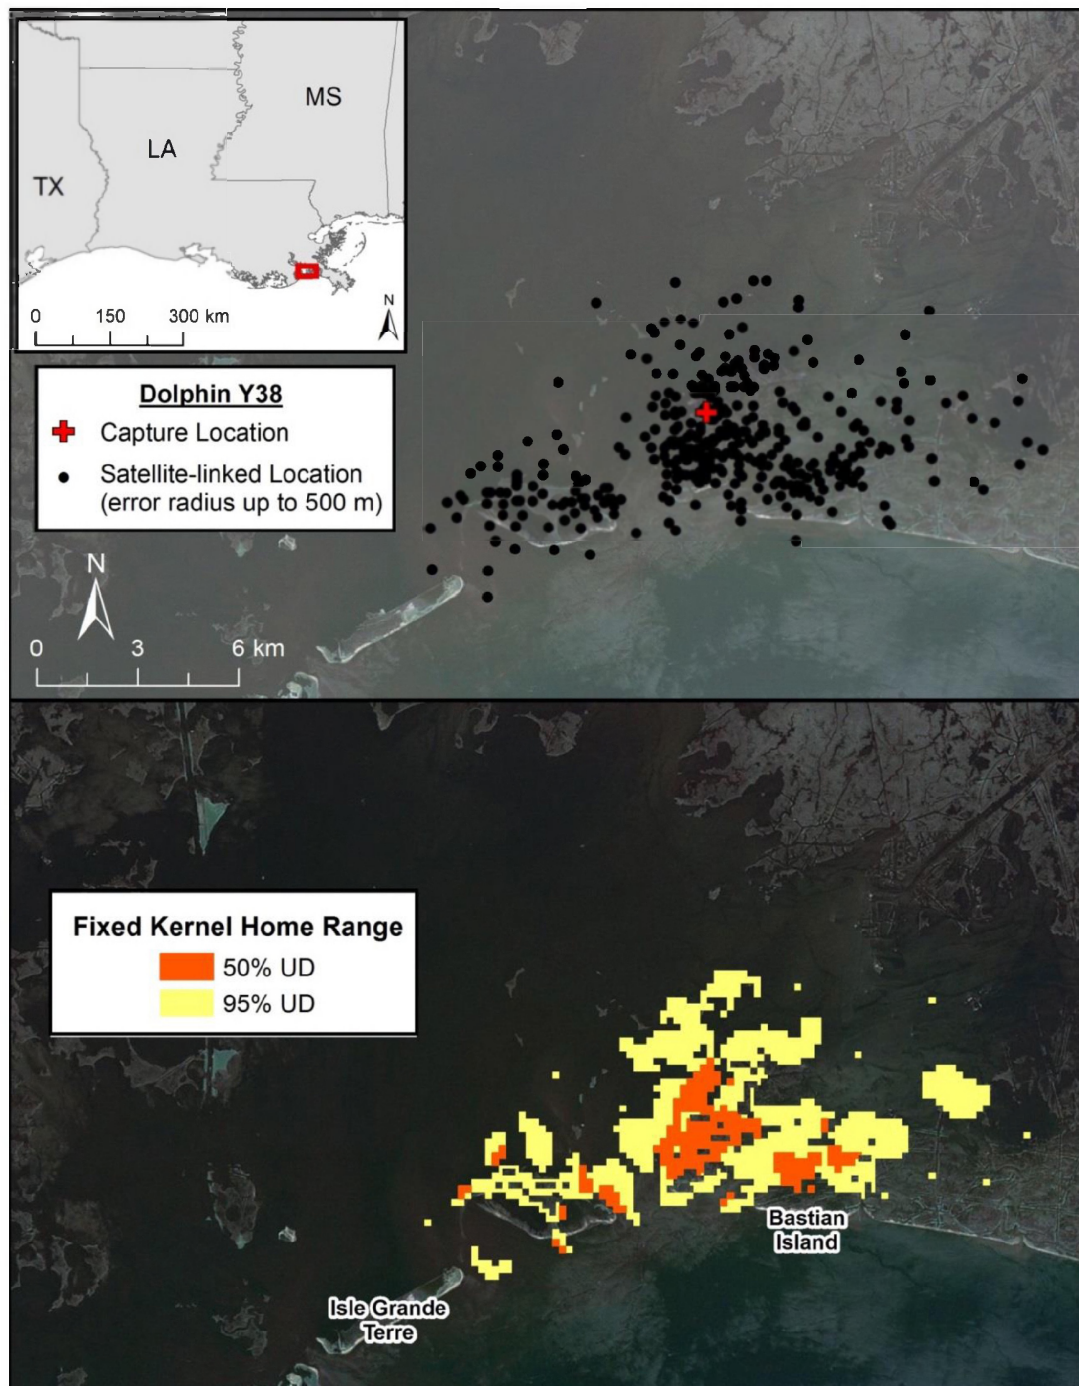 MS
LA
TX
N
0 150 300 km
Dolphin Y38
Capture Location
Satellite-linked Location
(error radius up to 500 m)
N
0 3 6 km
Fixed Kernel Home Range
50% UD
95% UD
Bastian
Island
Isle Grande
Terre